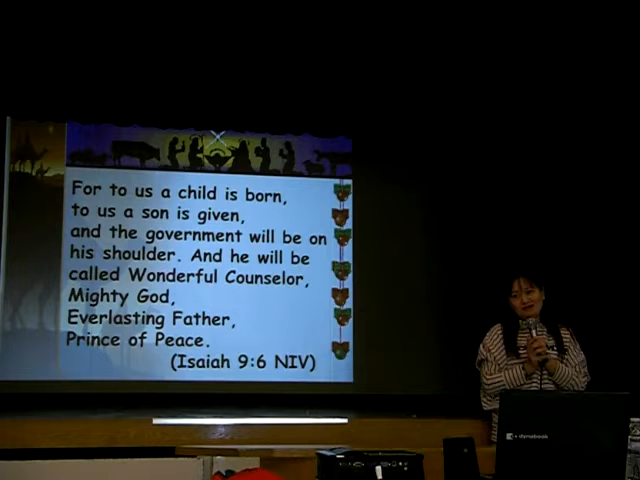 For to us a child is born,
to us a son is given,
and the government will be on
his shoulder. And he will be
called Wonderful Counselor,
Mighty God,
Everlasting Father,
Prince of Peace.
(Isaiah 9:6 NIV)
dynabook